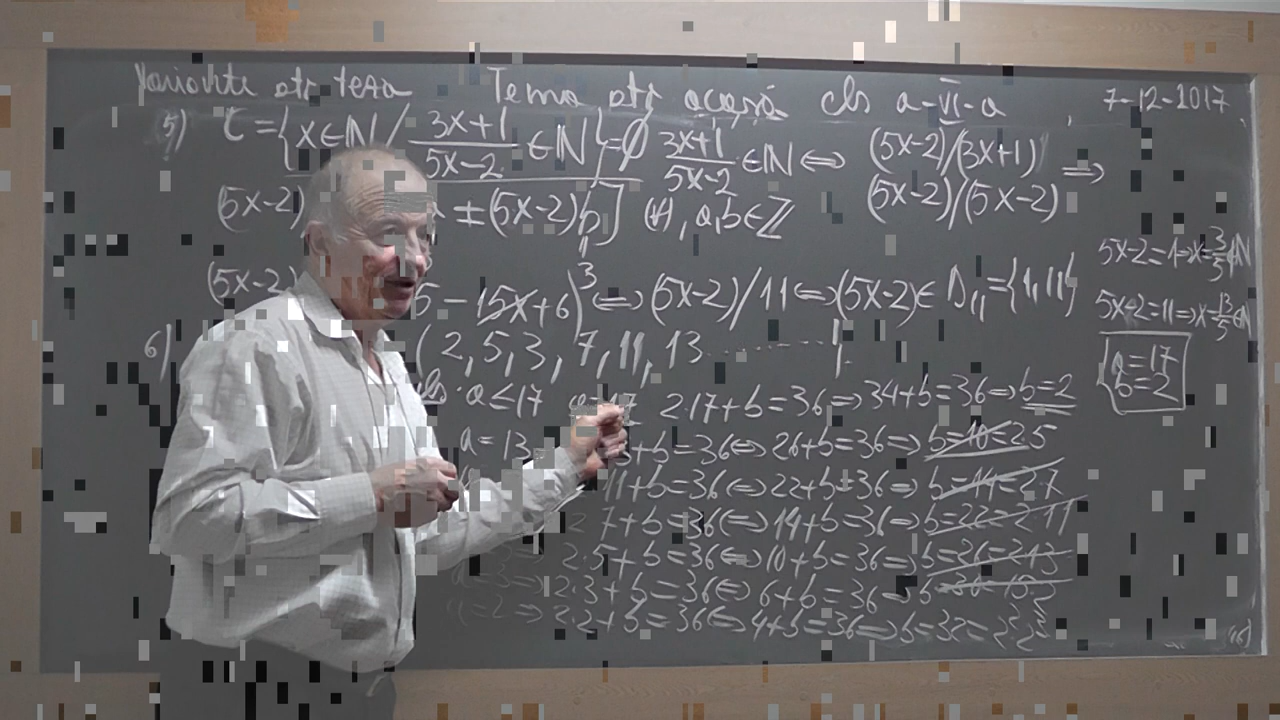 Variante ptr teza Tema ptr acasă cls a-VI-a 7-12-2017
5) C = {x∈ℕ / (3x+1)/(5x-2) ∈ℕ}=∅ (3x+1)/(5x-2) ∈ℕ ⇔ (5x-2)/(3x+1) ⇒
(5x-2)/(5x-2)
(5x-2) ± (5x-2)b] (∀), a,b∈ℤ
5x-2=1⇒x=3/5∉ℕ
(5x-2) 5 - 15x+6) ⇔ (5x-2)/11⇔(5x-2)∈ D₁₁={1,11}
5x-2=11⇒x=13/5∉ℕ
6) (2,5,3,7,11,13
a=17
b=2
a≤17 a=17 2·17+b=36⇒34+b=36⇒b=2
a=13 3+b=36⇔26+b=36⇒b=10=2·5
11+b=36⇔22+b=36⇒b=14=2·7
7+b=36⇔14+b=36⇒b=22=2·11
2·5+b=36⇔10+b=36⇒b=26=2·13
2·3+b=36⇔6+b=36⇒b
2·2+b=36⇔4+b=36⇒b=32=